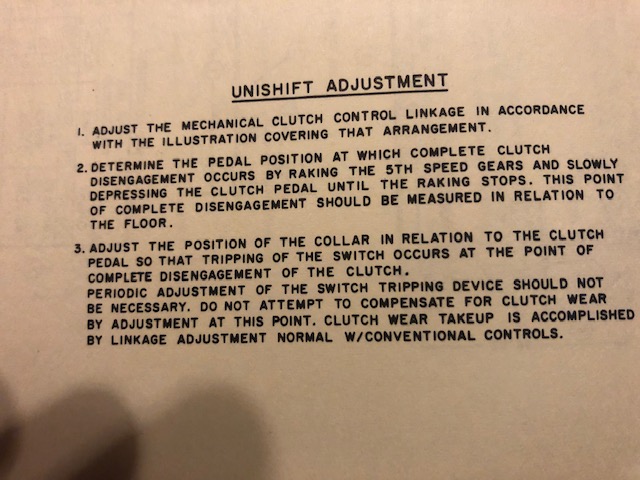 UNISHIFT ADJUSTMENT
1. ADJUST THE MECHANICAL CLUTCH CONTROL LINKAGE IN ACCORDANCE
WITH THE ILLUSTRATION COVERING THAT ARRANGEMENT.
2. DETERMINE THE PEDAL POSITION AT WHICH COMPLETE CLUTCH
DISENGAGEMENT OCCURS BY RAKING THE 5TH SPEED GEARS AND SLOWLY
DEPRESSING THE CLUTCH PEDAL UNTIL THE RAKING STOPS. THIS POINT
OF COMPLETE DISENGAGEMENT SHOULD BE MEASURED IN RELATION TO
THE FLOOR.
3. ADJUST THE POSITION OF THE COLLAR IN RELATION TO THE CLUTCH
PEDAL SO THAT TRIPPING OF THE SWITCH OCCURS AT THE POINT OF
COMPLETE DISENGAGEMENT OF THE CLUTCH.
PERIODIC ADJUSTMENT OF THE SWITCH TRIPPING DEVICE SHOULD NOT
BE NECESSARY. DO NOT ATTEMPT TO COMPENSATE FOR CLUTCH WEAR
BY ADJUSTMENT AT THIS POINT. CLUTCH WEAR TAKEUP IS ACCOMPLISHED
BY LINKAGE ADJUSTMENT NORMAL W/CONVENTIONAL CONTROLS.